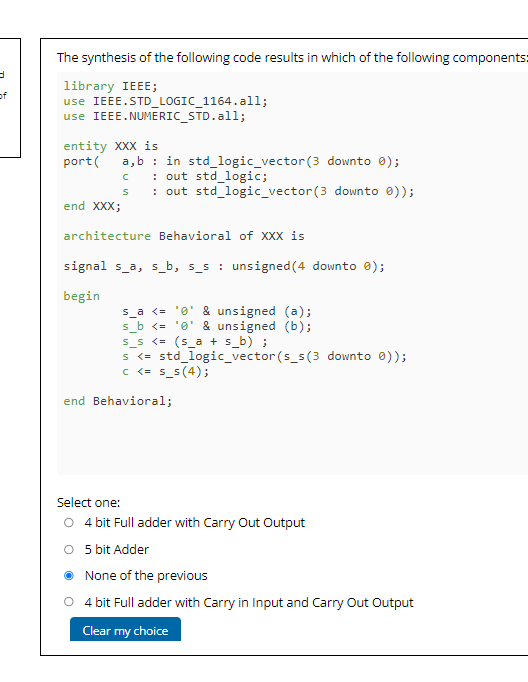 d
of
The synthesis of the following code results in which of the following components:
library IEEE;
use IEEE.STD_LOGIC_1164.all;
use IEEE.NUMERIC_STD.all;
entity XXX is
port(   a,b : in std_logic_vector(3 downto 0);
c   : out std_logic;
s   : out std_logic_vector(3 downto 0));
end XXX;
architecture Behavioral of XXX is
signal s_a, s_b, s_s : unsigned(4 downto 0);
begin
s_a <= '0' & unsigned (a);
s_b <= '0' & unsigned (b);
s_s <= (s_a + s_b) ;
s <= std_logic_vector(s_s(3 downto 0));
c <= s_s(4);
end Behavioral;
Select one:
4 bit Full adder with Carry Out Output
5 bit Adder
None of the previous
4 bit Full adder with Carry in Input and Carry Out Output
Clear my choice